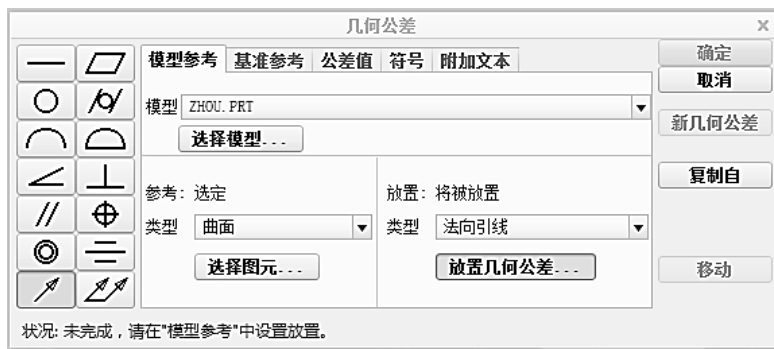 几何公差
模型参考 基准参考 公差值 符号 附加文本
模型 ZHOU.PRT
选择模型...
参考: 选定
类型 曲面
选择图元...
放置: 将被放置
类型 法向引线
放置几何公差...
确定
取消
新几何公差
复制自
移动
状况: 未完成，请在"模型参考"中设置放置。